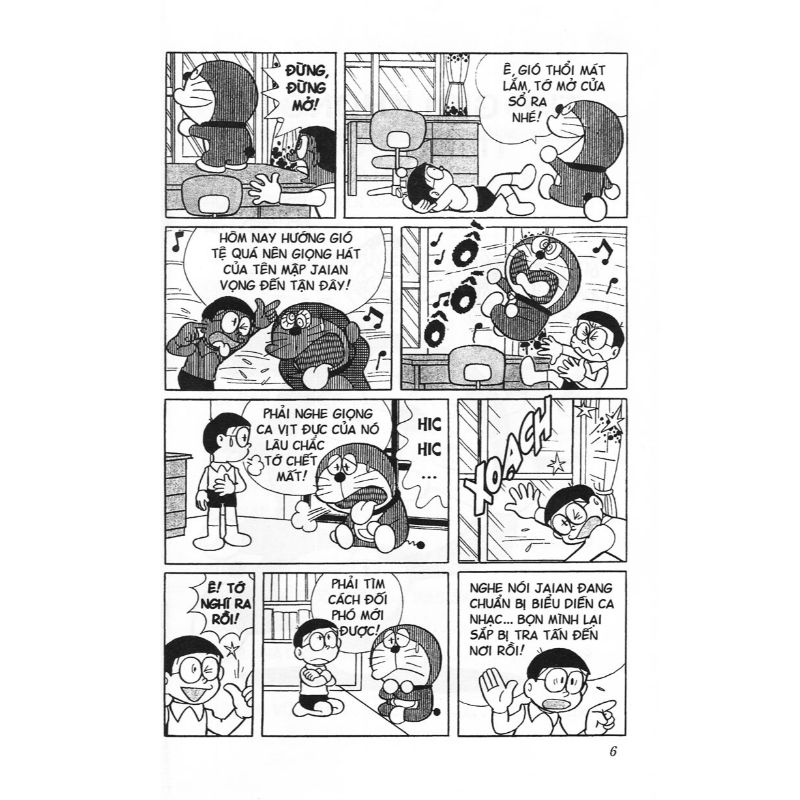 Ê, GIÓ THỔI MÁT
LẮM, TỚ MỞ CỬA
SỔ RA
NHÉ!
ĐỪNG,
ĐỪNG
MỞ!
HÔM NAY HƯỚNG GIÓ
TỆ QUÁ NÊN GIỌNG HÁT
CỦA TÊN MẬP JAIAN
VỌNG ĐẾN TẬN ĐÂY!
XOẠCH
PHẢI NGHE GIỌNG
CA VỊT ĐỰC CỦA NÓ
LÂU CHẮC
TỚ CHẾT
MẤT!
HIC
HIC
...
NGHE NÓI JAIAN ĐANG
CHUẨN BỊ BIỂU DIỄN CA
NHẠC... BỌN MÌNH LẠI
SẮP BỊ TRA TẤN ĐẾN
NƠI RỒI!
PHẢI TÌM
CÁCH ĐỐI
PHÓ MỚI
ĐƯỢC!
Ê! TỚ
NGHĨ RA
RỒI!
6